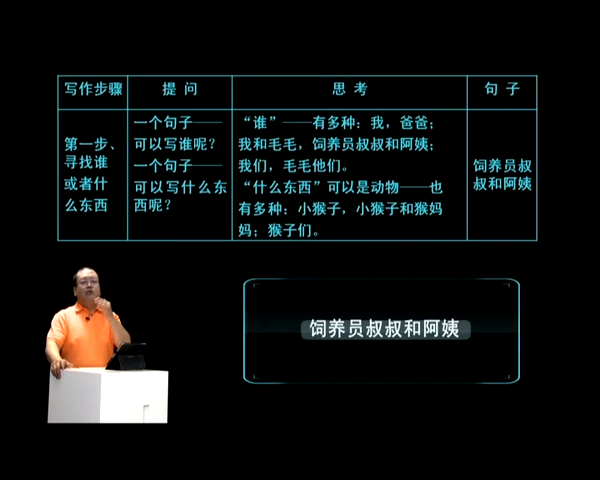 写作步骤
提 问
思 考
句 子
第一步、
寻找谁
或者什
么东西
一个句子——
可以写谁呢？
一个句子——
可以写什么东
西呢？
“谁”——有多种：我，爸爸；
我和毛毛，饲养员叔叔和阿姨；
我们，毛毛他们。
“什么东西”可以是动物——也
有多种：小猴子，小猴子和猴妈
妈；猴子们。
饲养员叔
叔和阿姨
饲养员叔叔和阿姨